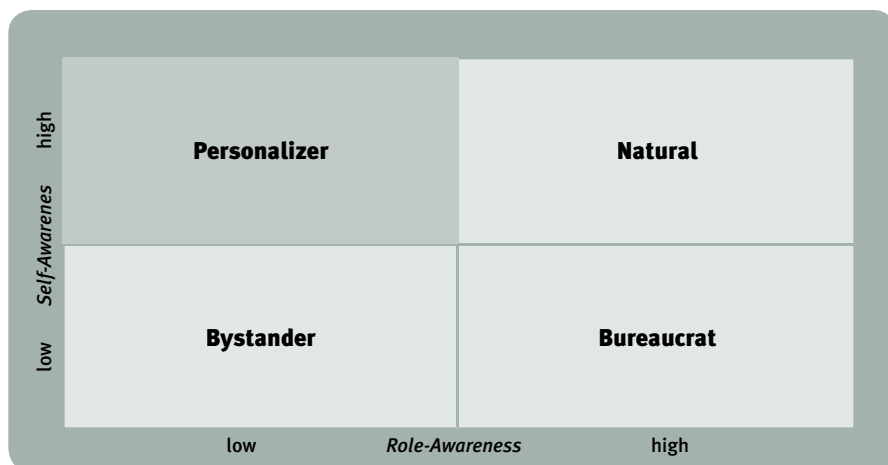 high
Personalizer
Natural
Self-Awarenes
low
Bystander
Bureaucrat
low
Role-Awareness
high